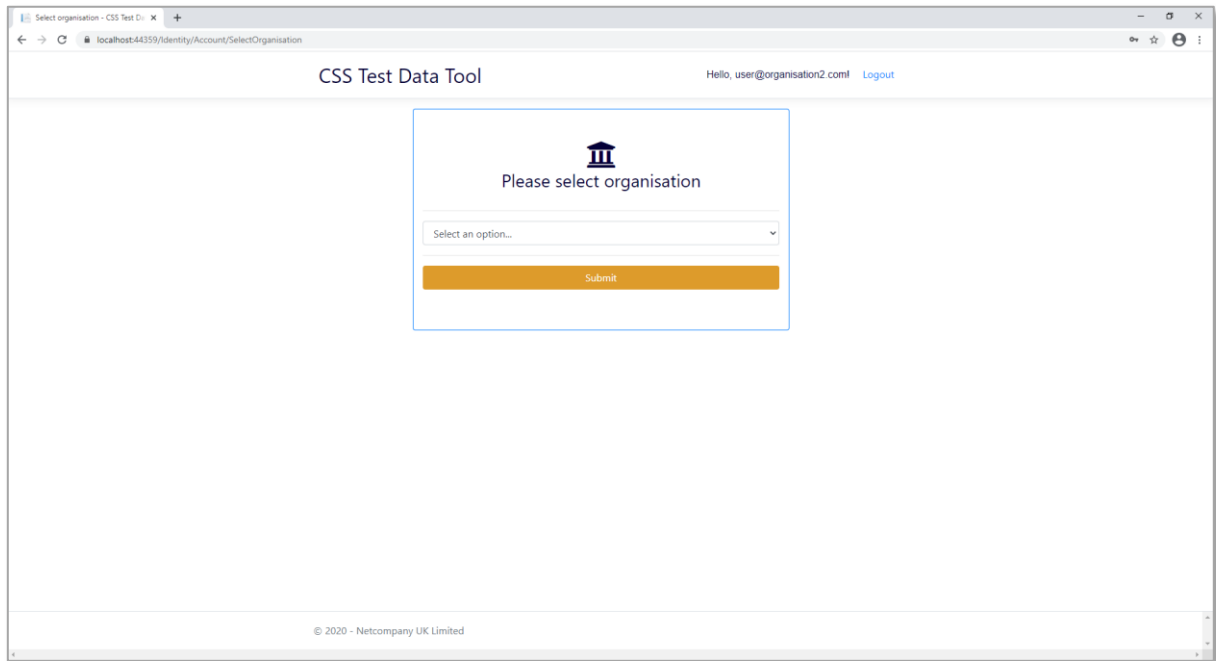 Select organisation - CSS Test Da
localhost:44359/Identity/Account/SelectOrganisation
CSS Test Data Tool
Hello, user@organisation2.com! Logout
Please select organisation
Select an option...
Submit
© 2020 - Netcompany UK Limited